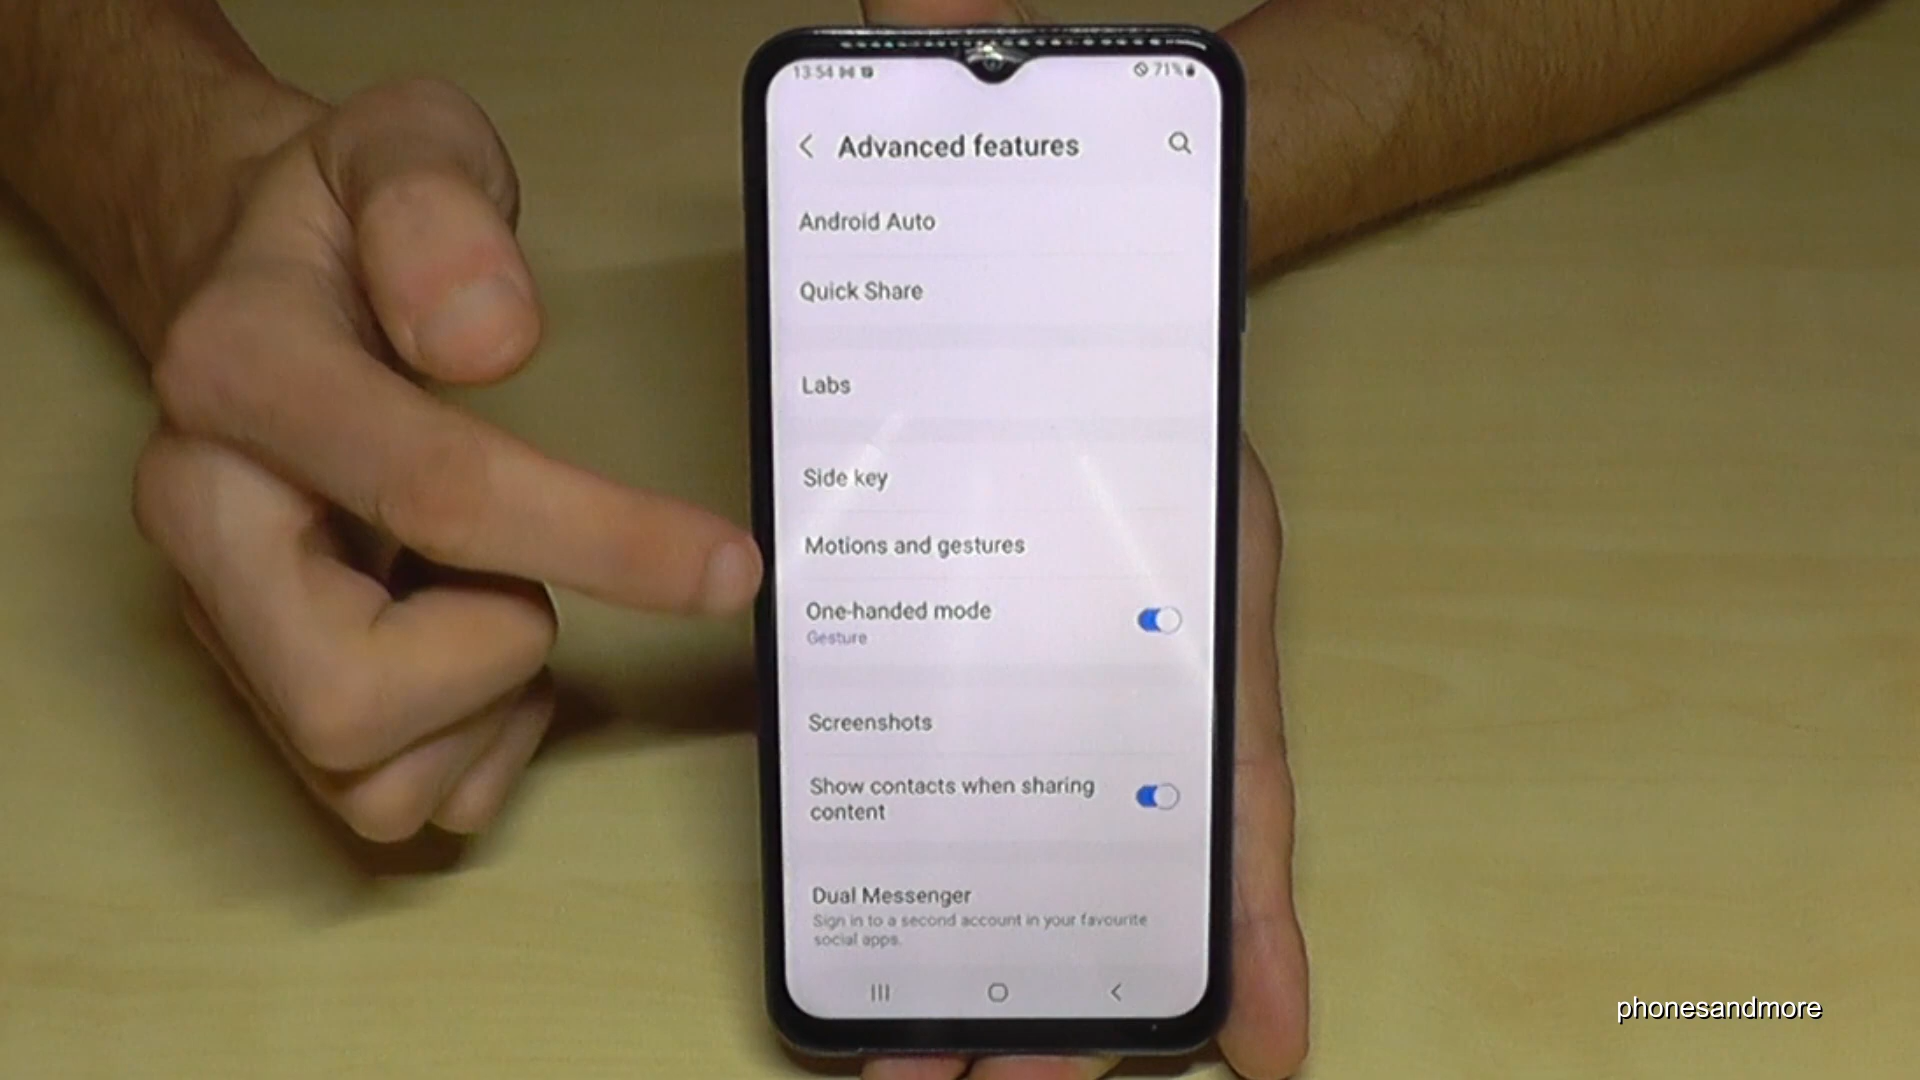 13:54
71%
Advanced features
Android Auto
Quick Share
Labs
Side key
Motions and gestures
One-handed mode
Gesture
Screenshots
Show contacts when sharing
content
Dual Messenger
Sign in to a second account in your favourite
social apps.
phonesandmore